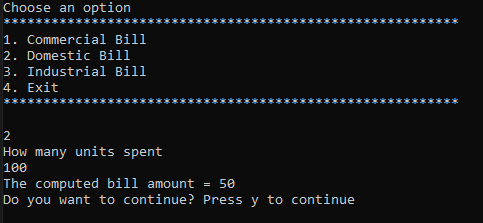 Choose an option
*********************************************************
1. Commercial Bill
2. Domestic Bill
3. Industrial Bill
4. Exit
*********************************************************
2
How many units spent
100
The computed bill amount = 50
Do you want to continue? Press y to continue